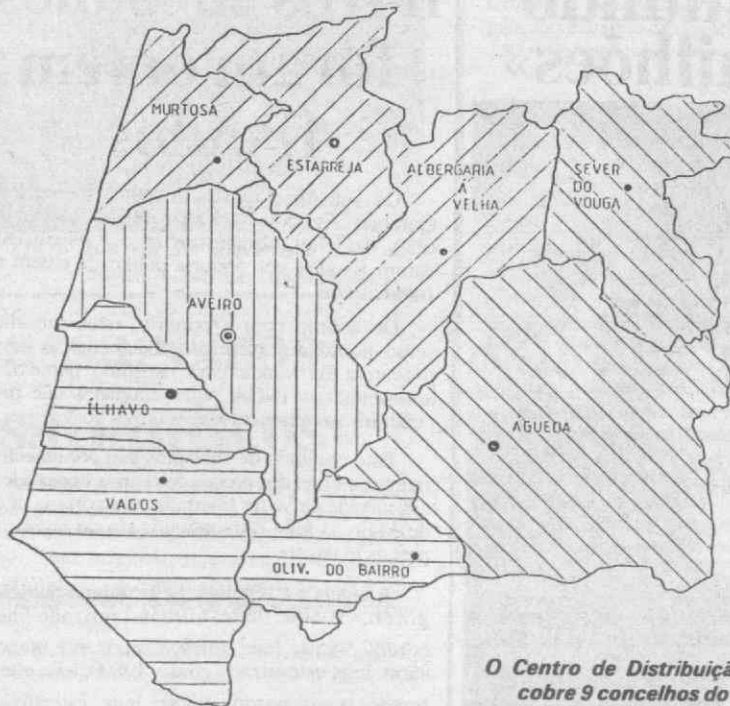 MURTOSA
ESTARREJA
ALBERGARIA
À
VELHA
SEVER
DO
VOUGA
AVEIRO
ÍLHAVO
ÁGUEDA
VAGOS
OLIV. DO BAIRRO
O Centro de Distribuiçã
cobre 9 concelhos do